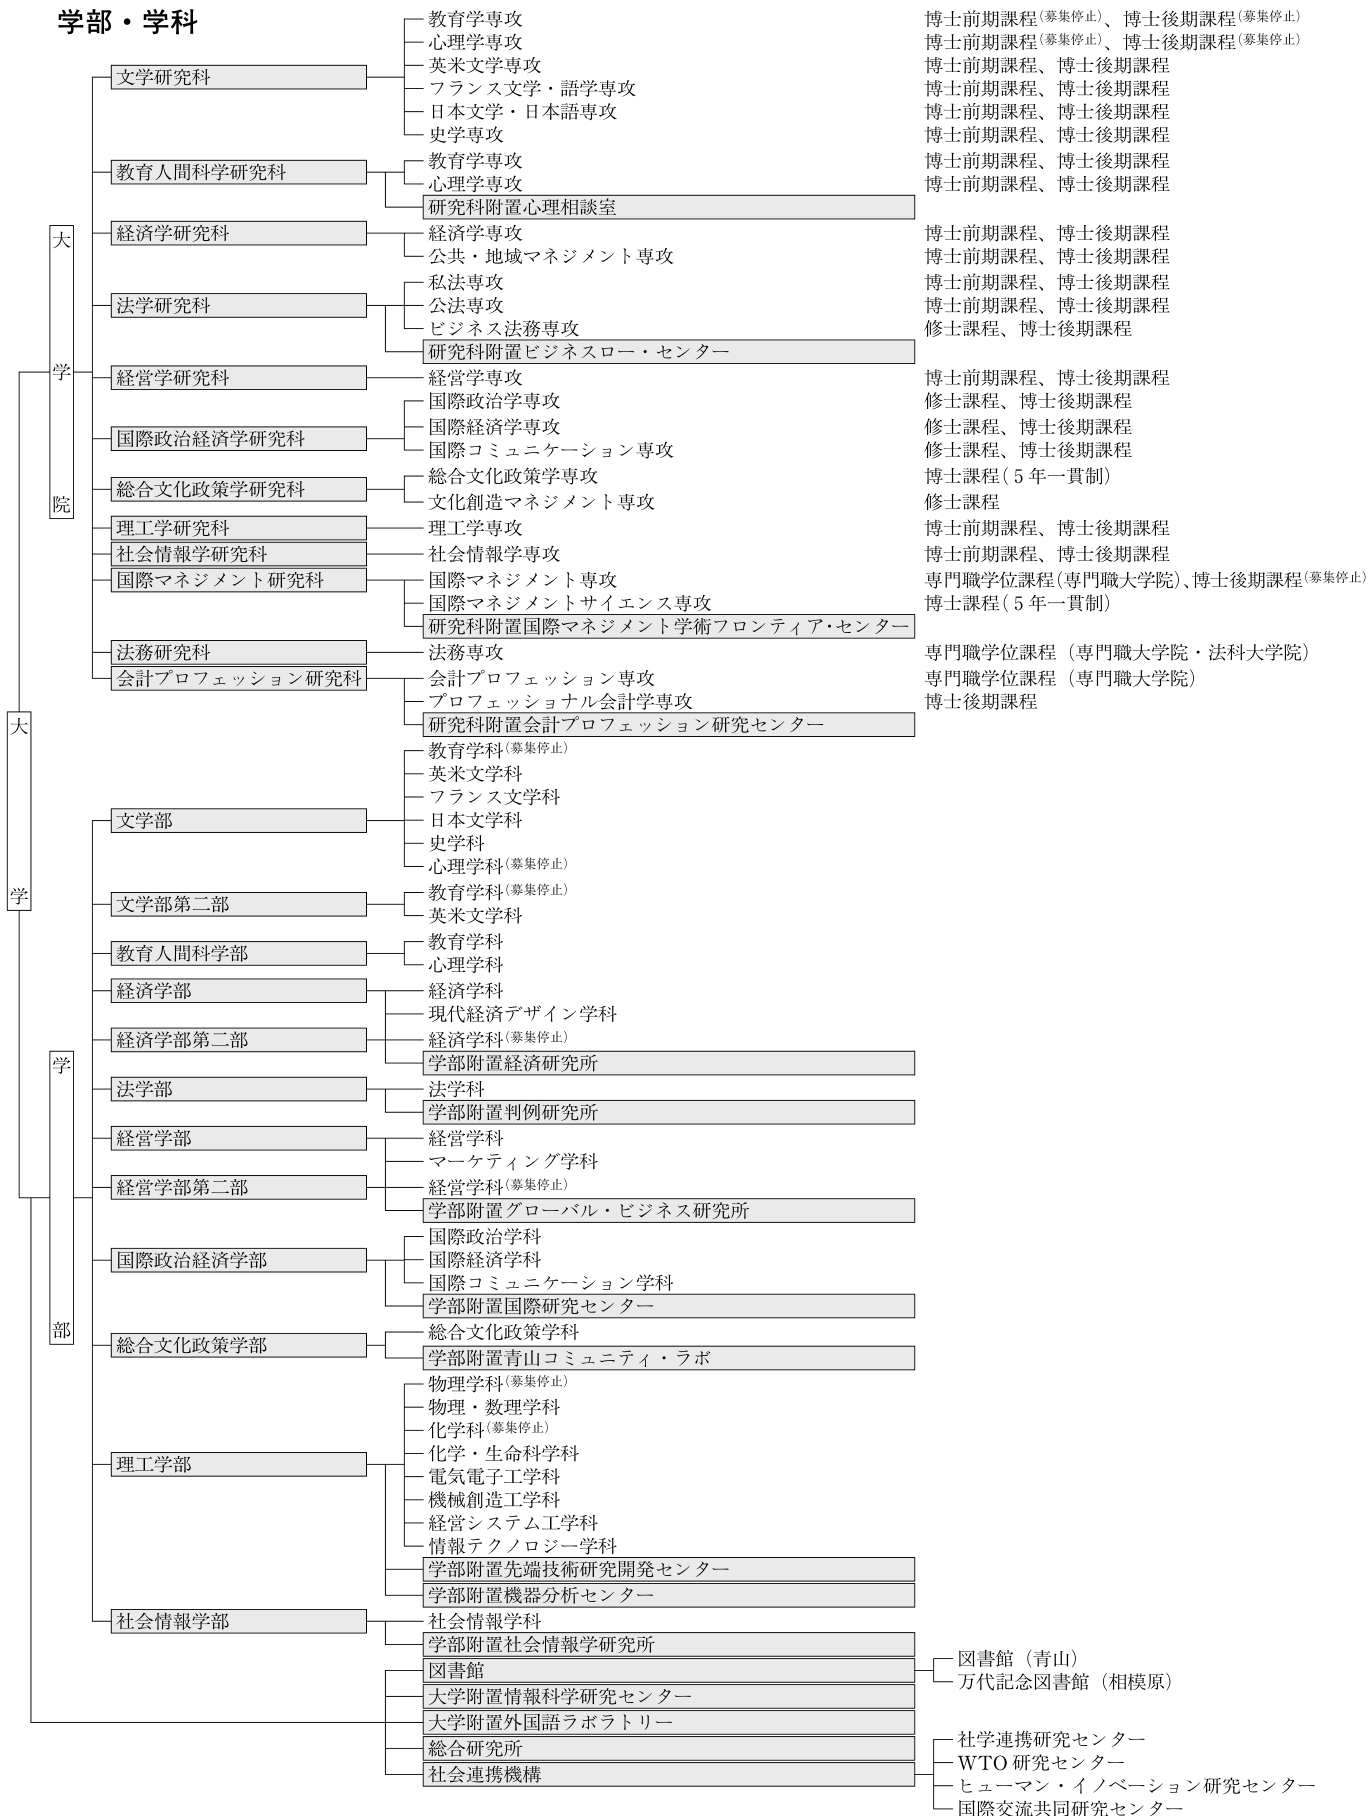 学部・学科
大学
大学院
文学研究科
教育学専攻 博士前期課程（募集停止）、博士後期課程（募集停止）
心理学専攻 博士前期課程（募集停止）、博士後期課程（募集停止）
英米文学専攻 博士前期課程、博士後期課程
フランス文学・語学専攻 博士前期課程、博士後期課程
日本文学・日本語専攻 博士前期課程、博士後期課程
史学専攻 博士前期課程、博士後期課程
教育人間科学研究科
教育学専攻 博士前期課程、博士後期課程
心理学専攻 博士前期課程、博士後期課程
研究科附置心理相談室
経済学研究科
経済学専攻 博士前期課程、博士後期課程
公共・地域マネジメント専攻 博士前期課程、博士後期課程
法学研究科
私法専攻 博士前期課程、博士後期課程
公法専攻 博士前期課程、博士後期課程
ビジネス法務専攻 修士課程、博士後期課程
研究科附置ビジネスロー・センター
経営学研究科
経営学専攻 博士前期課程、博士後期課程
国際政治経済学研究科
国際政治学専攻 修士課程、博士後期課程
国際経済学専攻 修士課程、博士後期課程
国際コミュニケーション専攻 修士課程、博士後期課程
総合文化政策学研究科
総合文化政策学専攻 博士課程（5年一貫制）
文化創造マネジメント専攻 修士課程
理工学研究科
理工学専攻 博士前期課程、博士後期課程
社会情報学研究科
社会情報学専攻 博士前期課程、博士後期課程
国際マネジメント研究科
国際マネジメント専攻 専門職学位課程（専門職大学院）、博士後期課程（募集停止）
国際マネジメントサイエンス専攻 博士課程（5年一貫制）
研究科附置国際マネジメント学術フロンティア・センター
法務研究科
法務専攻 専門職学位課程（専門職大学院・法科大学院）
会計プロフェッション研究科
会計プロフェッション専攻 専門職学位課程（専門職大学院）
プロフェッショナル会計学専攻 博士後期課程
研究科附置会計プロフェッション研究センター
学部
文学部
教育学科（募集停止）
英米文学科
フランス文学科
日本文学科
史学科
心理学科（募集停止）
文学部第二部
教育学科（募集停止）
英米文学科
教育人間科学部
教育学科
心理学科
経済学部
経済学科
現代経済デザイン学科
経済学部第二部
経済学科（募集停止）
学部附置経済研究所
法学部
法学科
学部附置判例研究所
経営学部
経営学科
マーケティング学科
経営学部第二部
経営学科（募集停止）
学部附置グローバル・ビジネス研究所
国際政治経済学部
国際政治学科
国際経済学科
国際コミュニケーション学科
学部附置国際研究センター
総合文化政策学部
総合文化政策学科
学部附置青山コミュニティ・ラボ
理工学部
物理学科（募集停止）
物理・数理学科
化学科（募集停止）
化学・生命科学科
電気電子工学科
機械創造工学科
経営システム工学科
情報テクノロジー学科
学部附置先端技術研究開発センター
学部附置機器分析センター
社会情報学部
社会情報学科
学部附置社会情報学研究所
図書館
図書館（青山）
万代記念図書館（相模原）
大学附置情報科学研究センター
大学附置外国語ラボラトリー
総合研究所
社会連携機構
社学連携研究センター
WTO研究センター
ヒューマン・イノベーション研究センター
国際交流共同研究センター